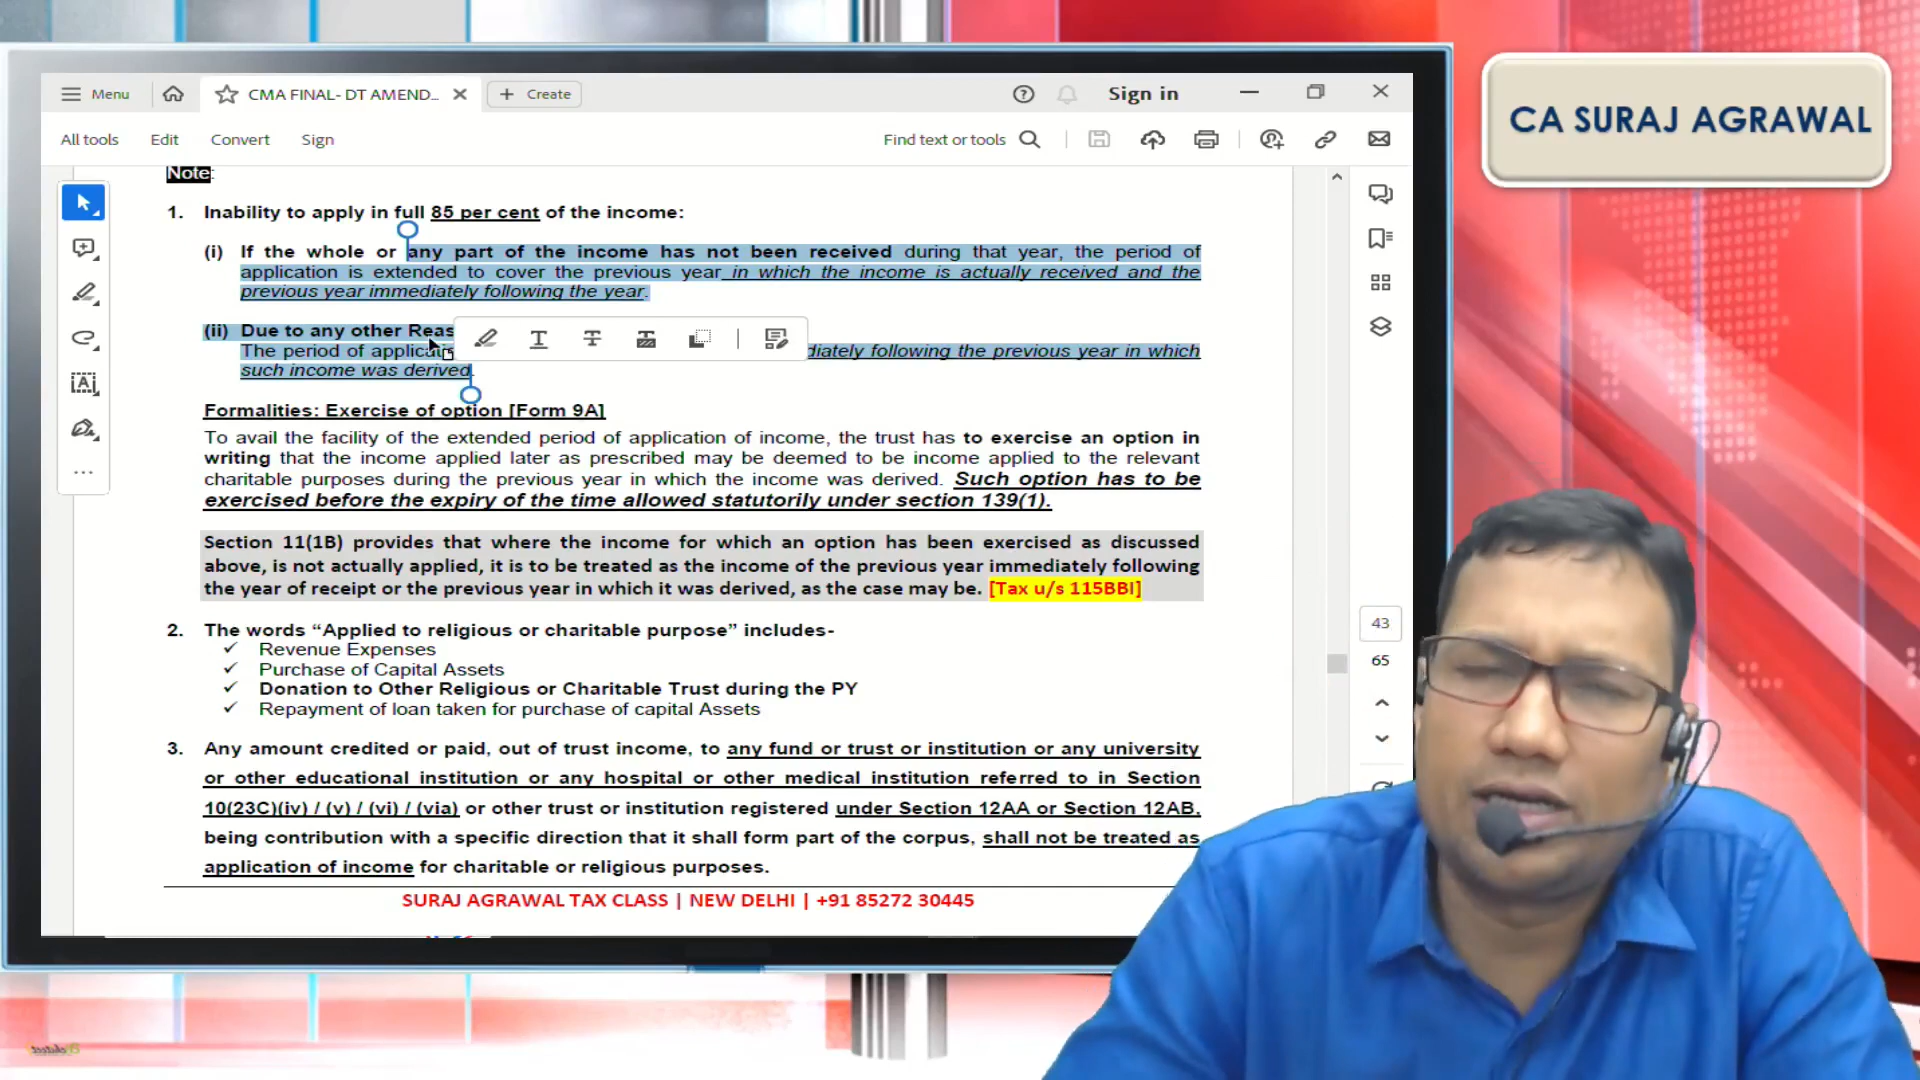 CA SURAJ AGRAWAL
Menu
CMA FINAL- DT AMEND...
Create
Sign in
All tools
Edit
Convert
Sign
Find text or tools
Note:
1. Inability to apply in full 85 per cent of the income:
(i) If the whole or any part of the income has not been received during that year, the period of
application is extended to cover the previous year in which the income is actually received and the
previous year immediately following the year.
(ii) Due to any other Reas
The period of applicati
diately following the previous year in which
such income was derived.
Formalities: Exercise of option [Form 9A]
To avail the facility of the extended period of application of income, the trust has to exercise an option in
writing that the income applied later as prescribed may be deemed to be income applied to the relevant
charitable purposes during the previous year in which the income was derived. Such option has to be
exercised before the expiry of the time allowed statutorily under section 139(1).
Section 11(1B) provides that where the income for which an option has been exercised as discussed
above, is not actually applied, it is to be treated as the income of the previous year immediately following
the year of receipt or the previous year in which it was derived, as the case may be. [Tax u/s 115BBI]
43
65
2. The words “Applied to religious or charitable purpose” includes-
✓ Revenue Expenses
✓ Purchase of Capital Assets
✓ Donation to Other Religious or Charitable Trust during the PY
✓ Repayment of loan taken for purchase of capital Assets
3. Any amount credited or paid, out of trust income, to any fund or trust or institution or any university
or other educational institution or any hospital or other medical institution referred to in Section
10(23C)(iv) / (v) / (vi) / (via) or other trust or institution registered under Section 12AA or Section 12AB,
being contribution with a specific direction that it shall form part of the corpus, shall not be treated as
application of income for charitable or religious purposes.
SURAJ AGRAWAL TAX CLASS | NEW DELHI | +91 85272 30445